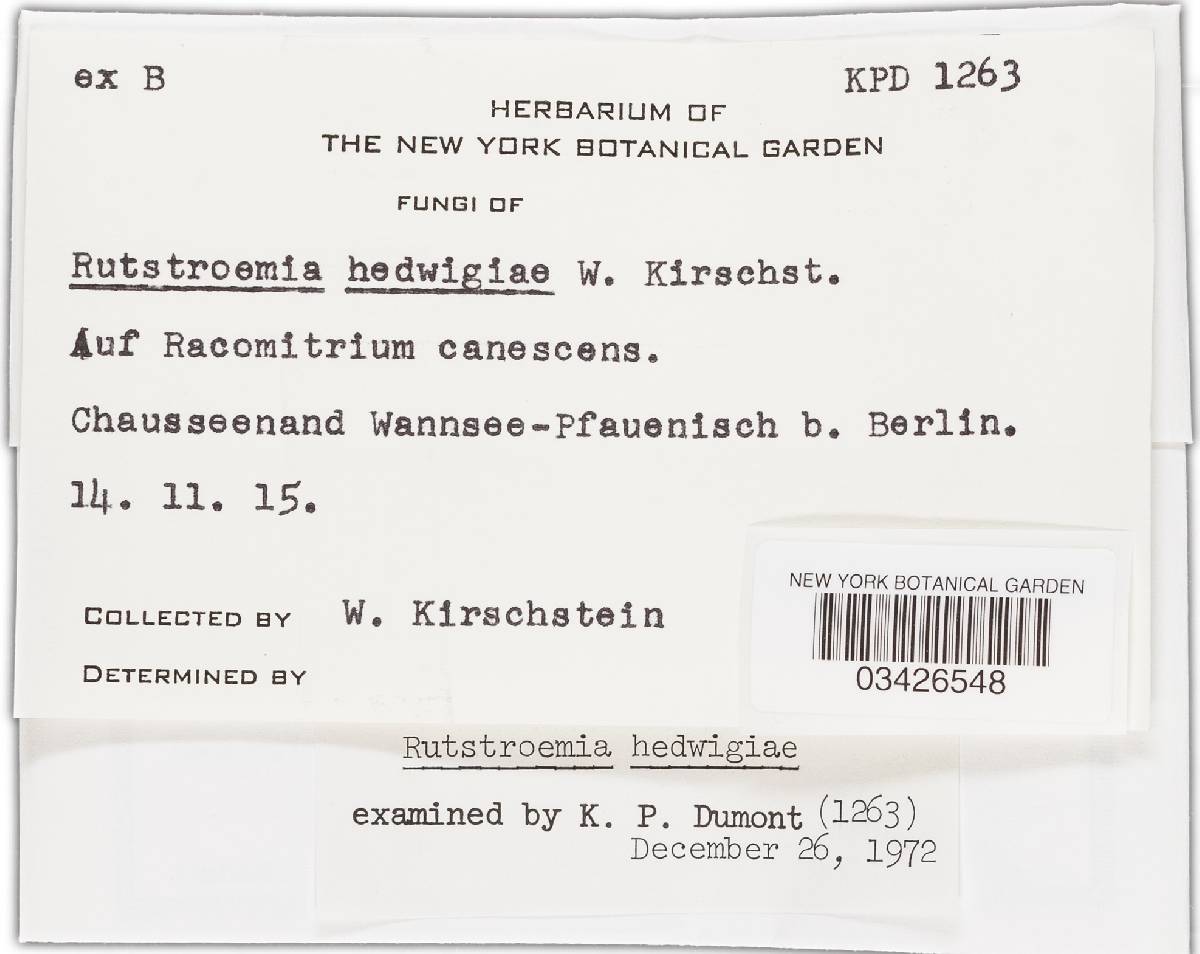 ex B
KPD 1263
HERBARIUM OF
THE NEW YORK BOTANICAL GARDEN
FUNGI OF
Rutstroemia hedwigiae W. Kirschst.
Auf Racomitrium canescens.
Chausseenand Wannsee-Pfauenisch b. Berlin.
14. 11. 15.
COLLECTED BY W. Kirschstein
DETERMINED BY
NEW YORK BOTANICAL GARDEN
03426548
Rutstroemia hedwigiae
examined by K. P. Dumont (1263)
December 26, 1972